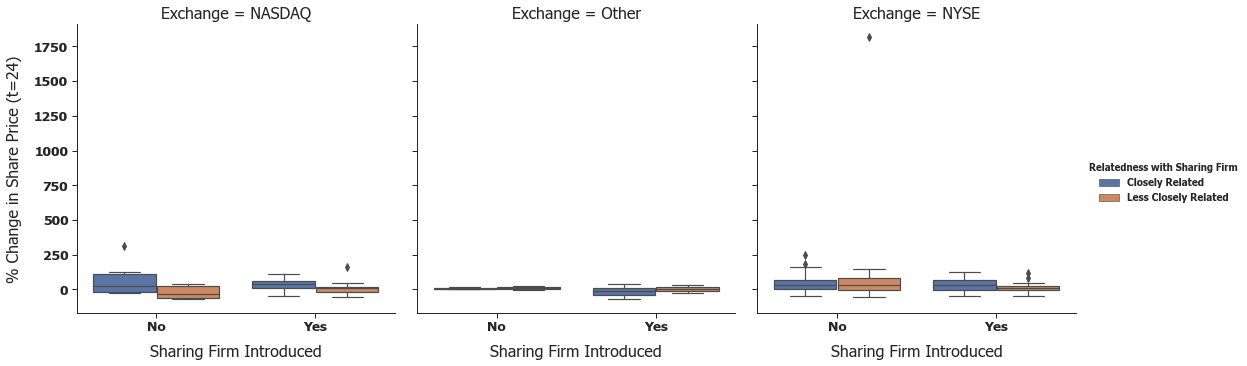 Exchange = NASDAQ
Exchange = Other
Exchange = NYSE
% Change in Share Price (t=24)
1750
1500
1250
1000
750
500
250
0
No
Yes
No
Yes
No
Yes
Sharing Firm Introduced
Sharing Firm Introduced
Sharing Firm Introduced
Relatedness with Sharing Firm
Closely Related
Less Closely Related